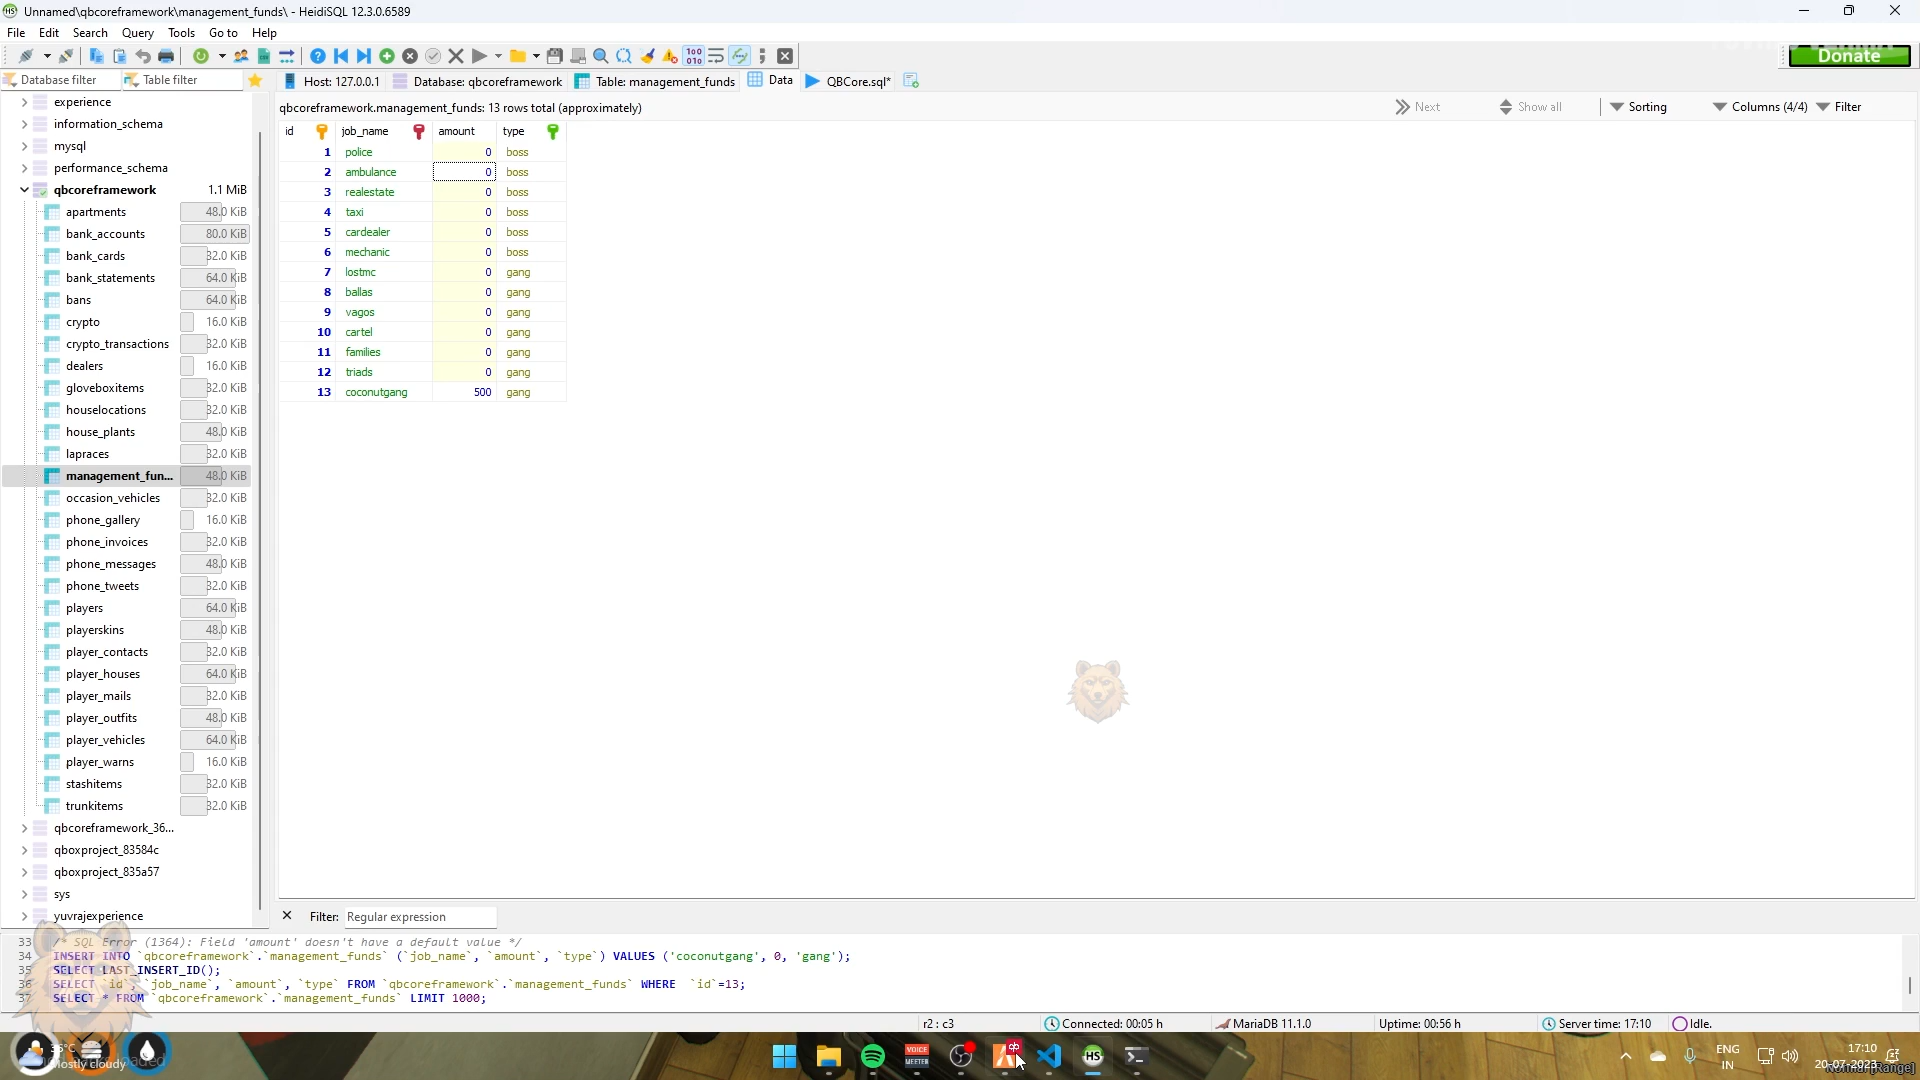 Unnamed\qbcoreframework\management_funds\ - HeidiSQL 12.3.0.6589
File Edit Search Query Tools Go to Help
Donate
Database filter Table filter Host: 127.0.0.1 Database: qbcoreframework Table: management_funds Data QBCore.sql*
qbcoreframework.management_funds: 13 rows total (approximately) Next Show all Sorting Columns (4/4) Filter
id job_name amount type
1 police 0 boss
2 ambulance 0 boss
3 realestate 0 boss
4 taxi 0 boss
5 cardealer 0 boss
6 mechanic 0 boss
7 lostmc 0 gang
8 ballas 0 gang
9 vagos 0 gang
10 cartel 0 gang
11 families 0 gang
12 triads 0 gang
13 coconutgang 500 gang
experience
information_schema
mysql
performance_schema
qbcoreframework 1.1 MiB
apartments 48.0 KiB
bank_accounts 80.0 KiB
bank_cards 32.0 KiB
bank_statements 64.0 KiB
bans 64.0 KiB
crypto 16.0 KiB
crypto_transactions 32.0 KiB
dealers 16.0 KiB
gloveboxitems 32.0 KiB
houselocations 32.0 KiB
house_plants 48.0 KiB
lapraces 32.0 KiB
management_fun... 48.0 KiB
occasion_vehicles 32.0 KiB
phone_gallery 16.0 KiB
phone_invoices 32.0 KiB
phone_messages 48.0 KiB
phone_tweets 32.0 KiB
players 64.0 KiB
playerskins 48.0 KiB
player_contacts 32.0 KiB
player_houses 64.0 KiB
player_mails 32.0 KiB
player_outfits 48.0 KiB
player_vehicles 64.0 KiB
player_warns 16.0 KiB
stashitems 32.0 KiB
trunkitems 32.0 KiB
qbcoreframework_36...
qboxproject_83584c
qboxproject_835a57
sys
yuvrajexperience
Filter: Regular expression
33 /* SQL Error (1364): Field 'amount' doesn't have a default value */
34 INSERT INTO `qbcoreframework`.`management_funds` (`job_name`, `amount`, `type`) VALUES ('coconutgang', 0, 'gang');
35 SELECT LAST_INSERT_ID();
36 SELECT `id`, `job_name`, `amount`, `type` FROM `qbcoreframework`.`management_funds` WHERE `id`=13;
37 SELECT * FROM `qbcoreframework`.`management_funds` LIMIT 1000;
r2 : c3 Connected: 00:05 h MariaDB 11.1.0 Uptime: 00:56 h Server time: 17:10 Idle.
36°C
Mostly cloudy
VOICE
MEETER
HS
ENG
IN
17:10
20-07-2023